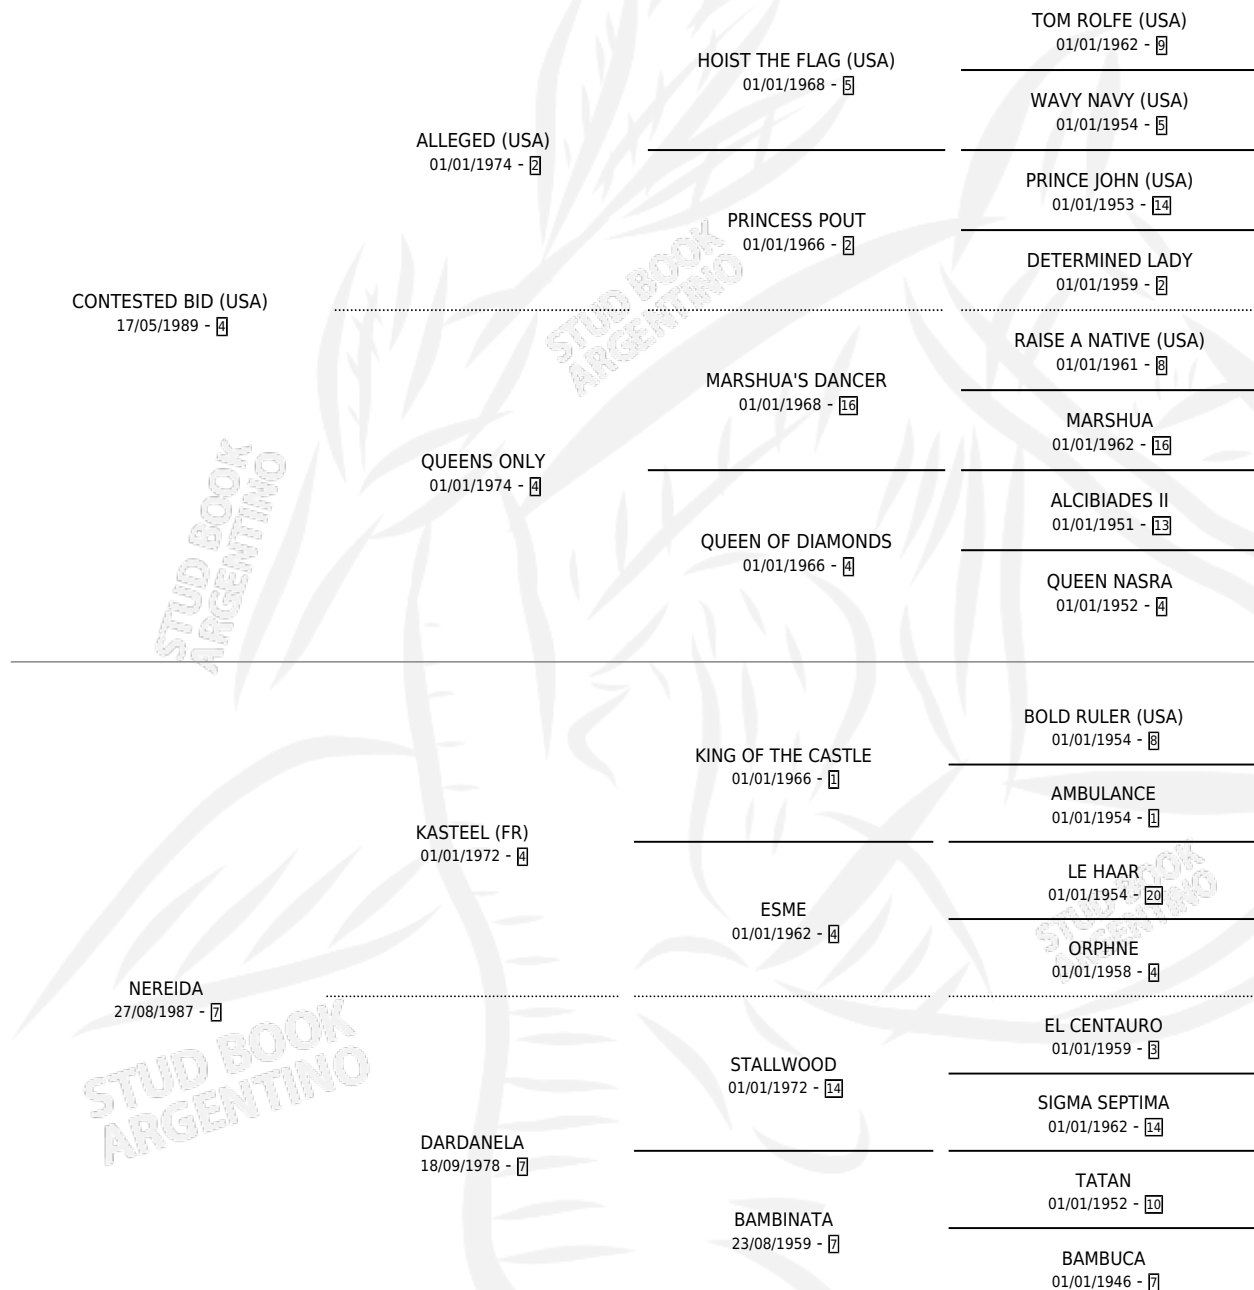 TOM ROLFE (USA)
01/01/1962 - 9
HOIST THE FLAG (USA)
01/01/1968 - 5
WAVY NAVY (USA)
01/01/1954 - 5
ALLEGED (USA)
01/01/1974 - 2
PRINCE JOHN (USA)
01/01/1953 - 14
PRINCESS POUT
01/01/1966 - 2
DETERMINED LADY
01/01/1959 - 2
CONTESTED BID (USA)
17/05/1989 - 4
RAISE A NATIVE (USA)
01/01/1961 - 8
MARSHUA'S DANCER
01/01/1968 - 16
MARSHUA
01/01/1962 - 16
QUEENS ONLY
01/01/1974 - 4
ALCIBIADES II
01/01/1951 - 13
QUEEN OF DIAMONDS
01/01/1966 - 4
QUEEN NASRA
01/01/1952 - 4
BOLD RULER (USA)
01/01/1954 - 8
KING OF THE CASTLE
01/01/1966 - 1
AMBULANCE
01/01/1954 - 1
KASTEEL (FR)
01/01/1972 - 4
LE HAAR
01/01/1954 - 20
ESME
01/01/1962 - 4
ORPHNE
01/01/1958 - 4
NEREIDA
27/08/1987 - 7
EL CENTAURO
01/01/1959 - 3
STALLWOOD
01/01/1972 - 14
SIGMA SEPTIMA
01/01/1962 - 14
DARDANELA
18/09/1978 - 7
TATAN
01/01/1952 - 10
BAMBINATA
23/08/1959 - 7
BAMBUCA
01/01/1946 - 7
STUD BOOK
ARGENTINO
STUD BOOK
ARGENTINO
STUD BOOK
ARGENTINO
STUD BOOK
ARGENTINO